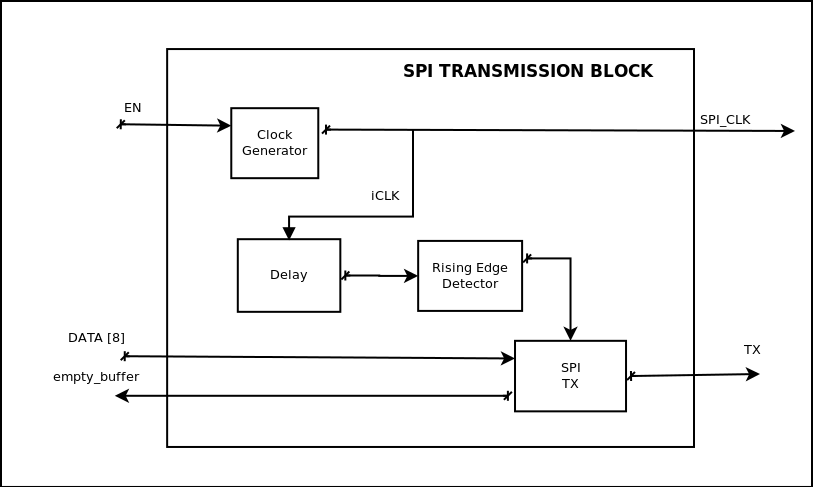 SPI TRANSMISSION BLOCK
EN
SPI_CLK
Clock
Generator
iCLK
Delay
Rising Edge
Detector
DATA [8]
TX
empty_buffer
SPI
TX